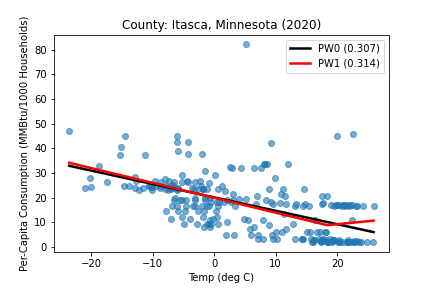 County: Itasca, Minnesota (2020)
PW0 (0.307)
PW1 (0.314)
Per-Capita Consumption (MMBtu/1000 Households)
80
70
60
50
40
30
20
10
0
−20 −10 0 10 20
Temp (deg C)